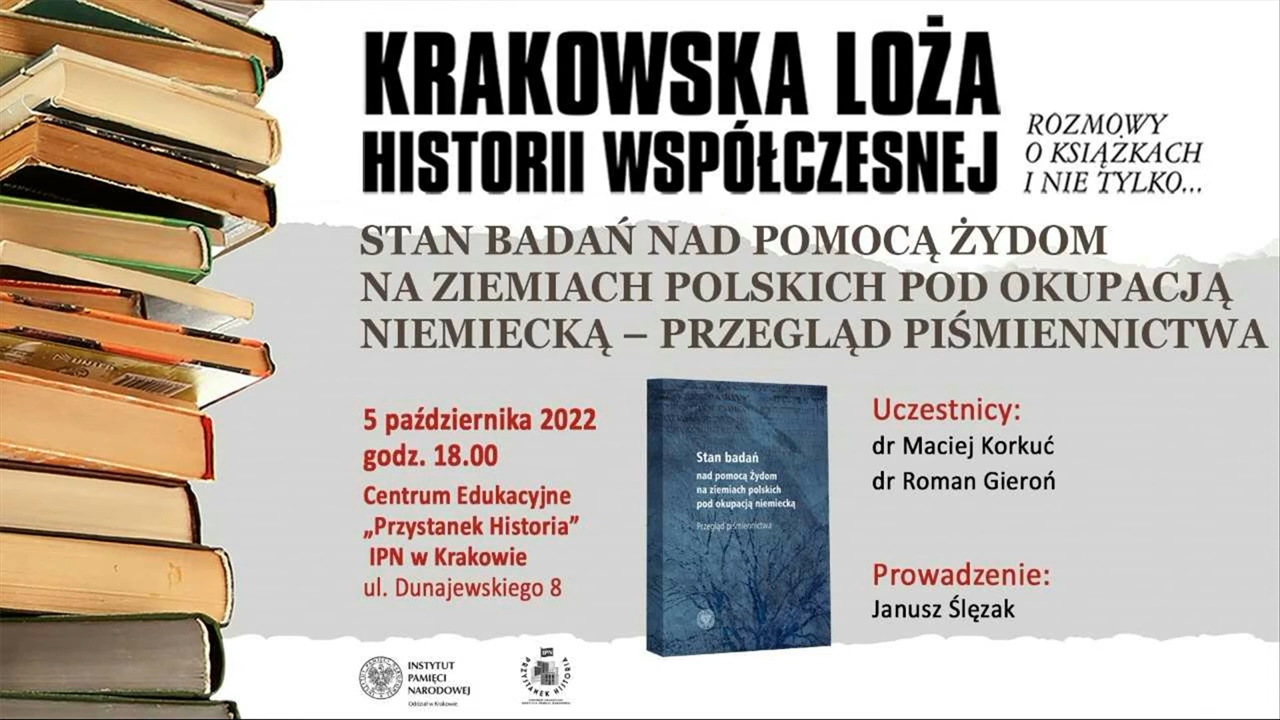 KRAKOWSKA LOŻA
HISTORII WSPÓŁCZESNEJ
ROZMOWY
O KSIĄŻKACH
I NIE TYLKO...
STAN BADAŃ NAD POMOCĄ ŻYDOM
NA ZIEMIACH POLSKICH POD OKUPACJĄ
NIEMIECKĄ – PRZEGLĄD PIŚMIENNICTWA
5 października 2022
godz. 18.00
Centrum Edukacyjne
„Przystanek Historia”
IPN w Krakowie
ul. Dunajewskiego 8
Stan badań
nad pomocą Żydom
na ziemiach polskich
pod okupacją niemiecką
Przegląd piśmiennictwa
Uczestnicy:
dr Maciej Korkuć
dr Roman Gieroń
Prowadzenie:
Janusz Ślęzak
INSTYTUT
PAMIĘCI
NARODOWEJ
Oddział w Krakowie
IPN
PRZYSTANEK HISTORIA